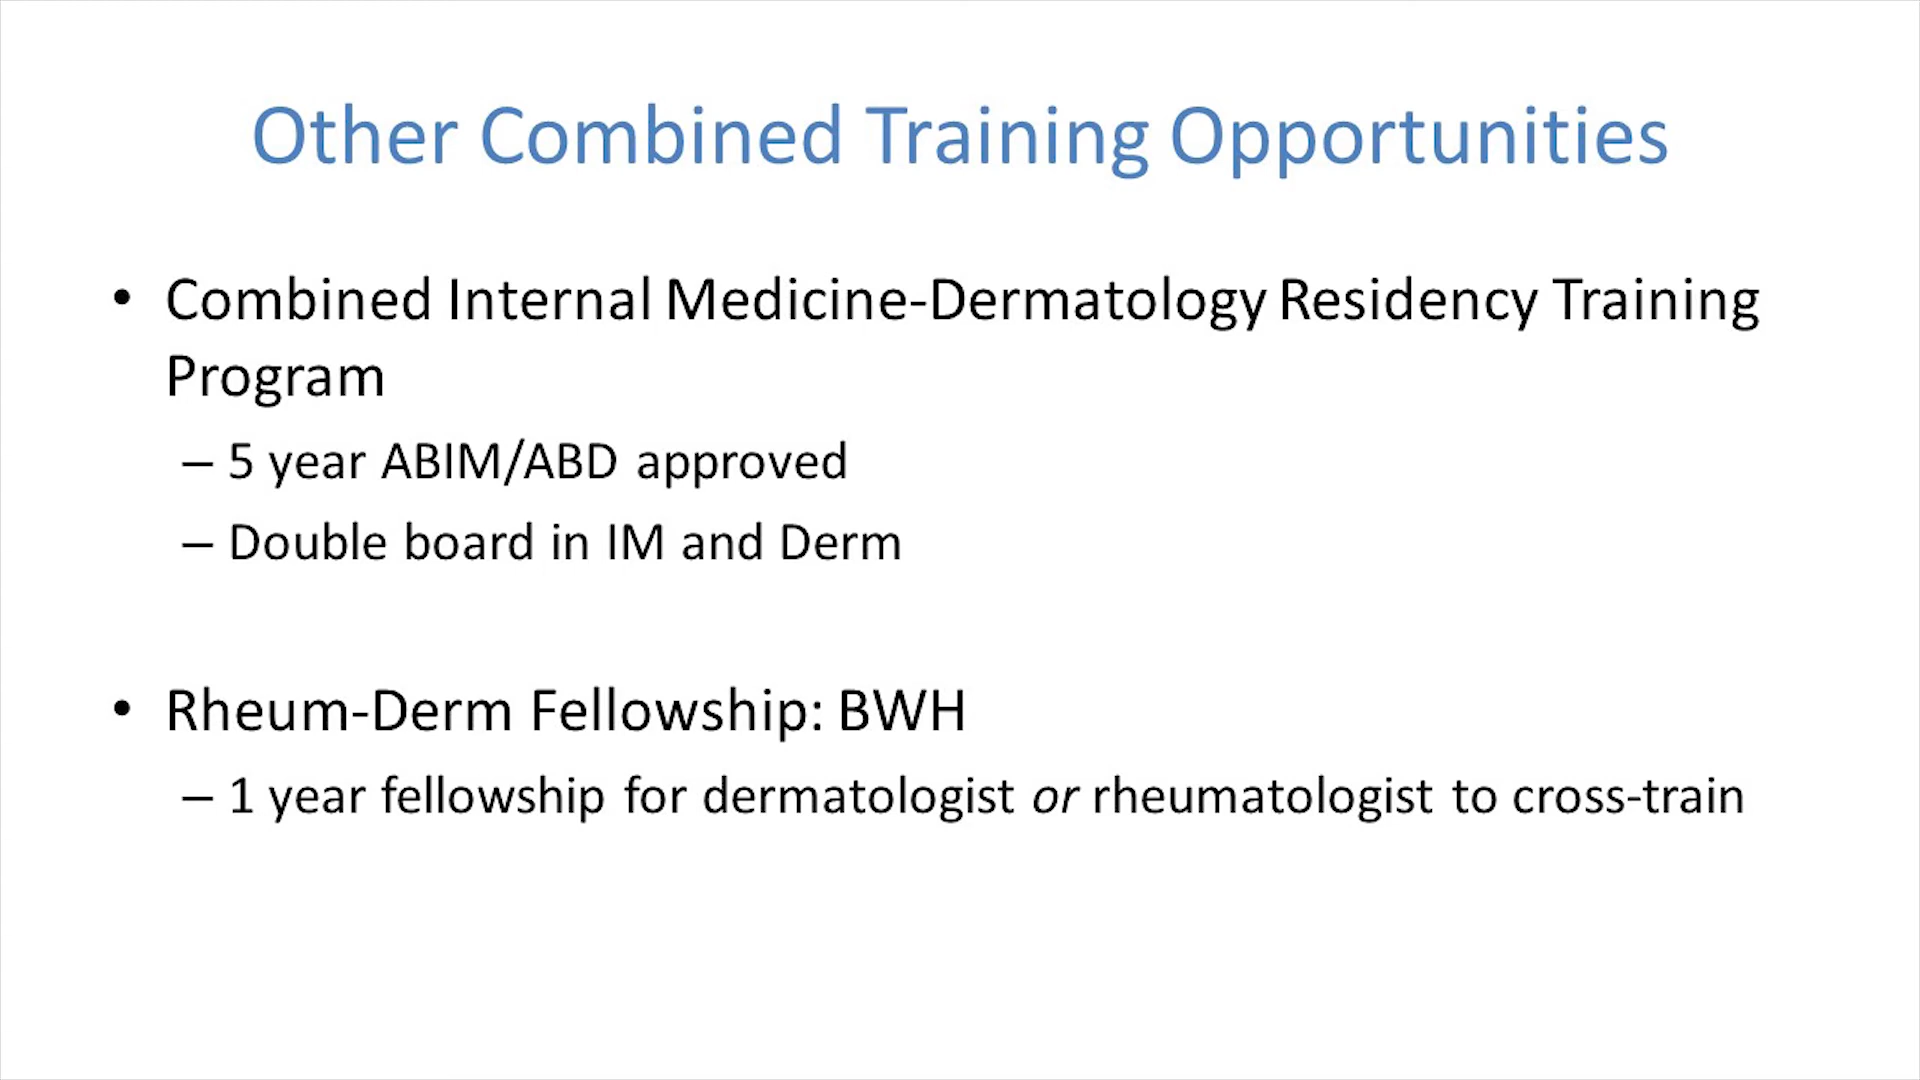 Other Combined Training Opportunities
• Combined Internal Medicine-Dermatology Residency Training
Program
– 5 year ABIM/ABD approved
– Double board in IM and Derm
• Rheum-Derm Fellowship: BWH
– 1 year fellowship for dermatologist or rheumatologist to cross-train